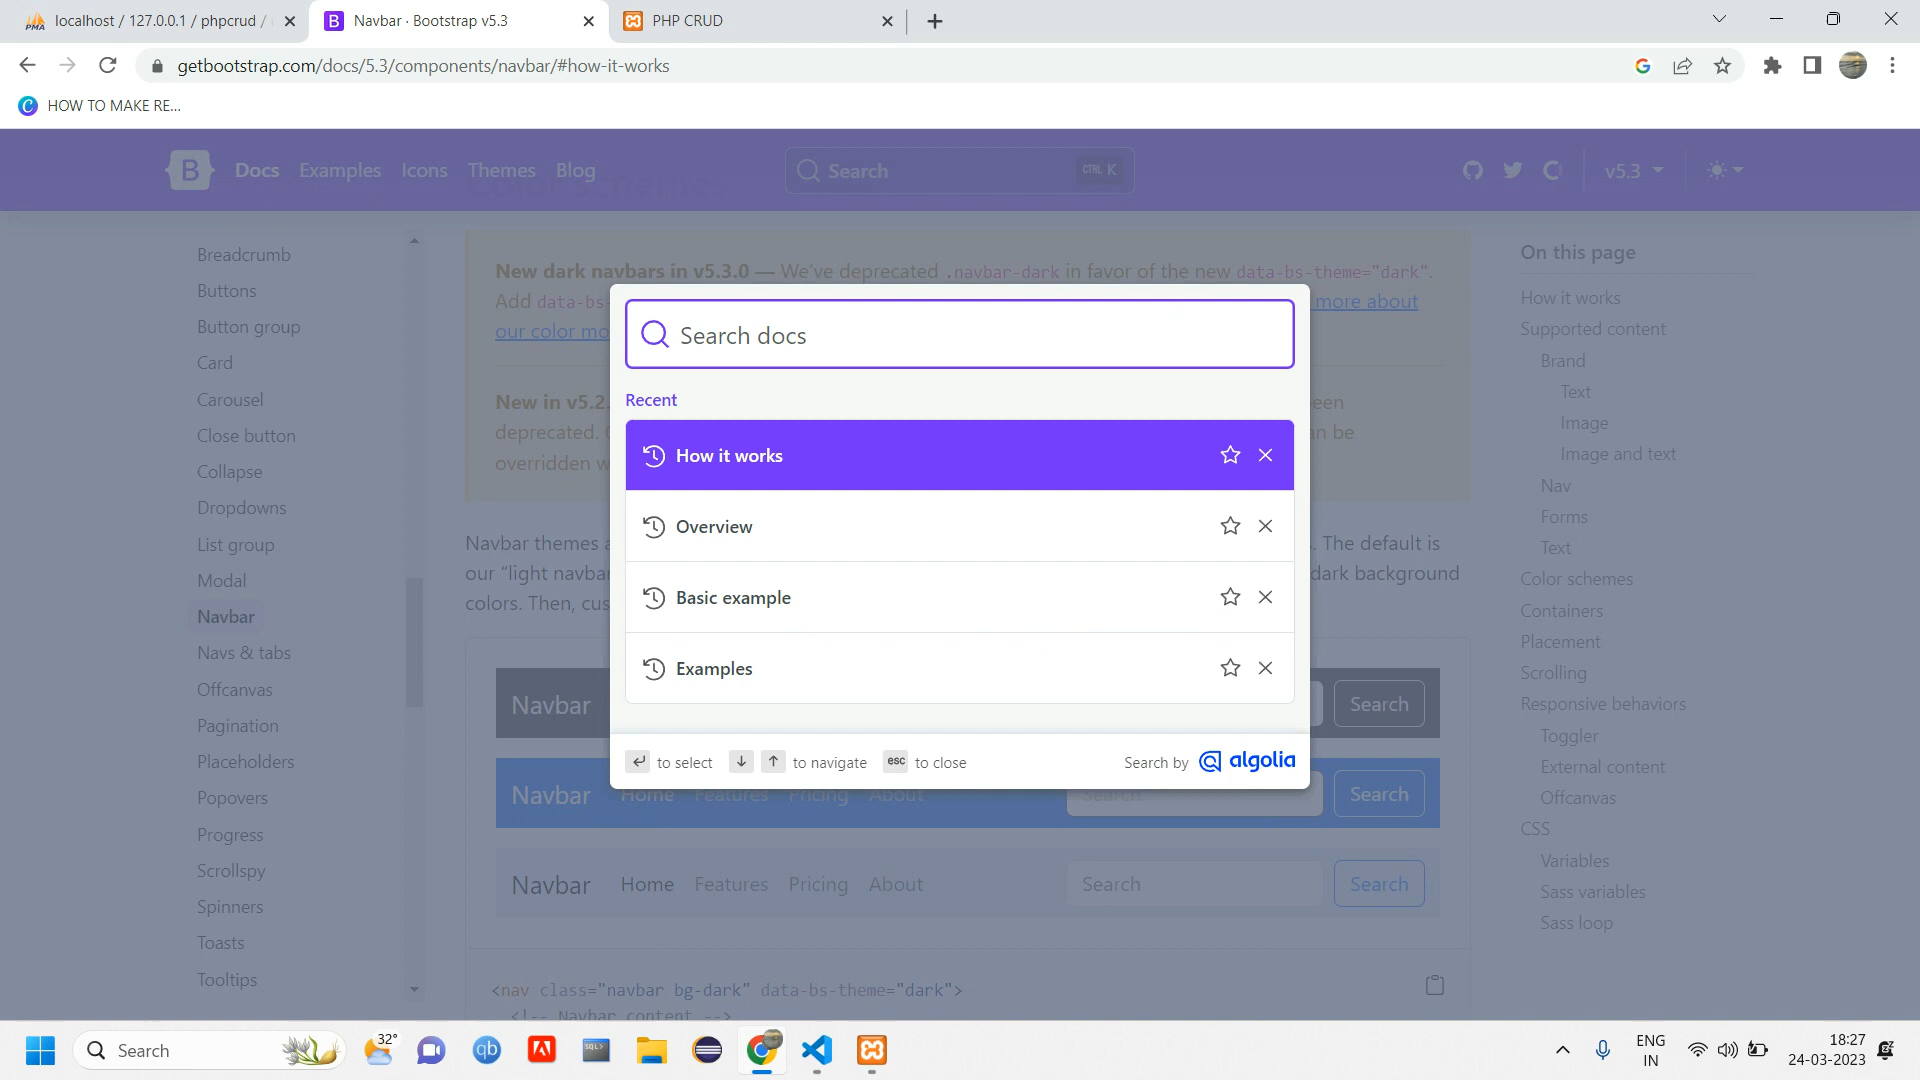 localhost / 127.0.0.1 / phpcrud /
Navbar · Bootstrap v5.3
PHP CRUD
getbootstrap.com/docs/5.3/components/navbar/#how-it-works
HOW TO MAKE RE...
B
Docs
Examples
Icons
Themes
Blog
Search
CTRL K
v5.3
Breadcrumb
Buttons
Button group
Card
Carousel
Close button
Collapse
Dropdowns
List group
Modal
Navbar
Navs & tabs
Offcanvas
Pagination
Placeholders
Popovers
Progress
Scrollspy
Spinners
Toasts
Tooltips
Color schemes
New dark navbars in v5.3.0 — We've deprecated .navbar-dark in favor of the new data-bs-theme="dark".
Add data-bs-
more about
our color mo
New in v5.2.
een
deprecated.
n be
overridden w
Navbar themes
. The default is
our “light navbar
dark background
colors. Then, cus
Search docs
Recent
How it works
Overview
Basic example
Examples
to select
to navigate
esc to close
Search by algolia
Navbar
Search
Navbar Home Features Pricing About
Search
Search
Navbar Home Features Pricing About
Search
Search
<nav class="navbar bg-dark" data-bs-theme="dark">
<!-- Navbar content -->
On this page
How it works
Supported content
Brand
Text
Image
Image and text
Nav
Forms
Text
Color schemes
Containers
Placement
Scrolling
Responsive behaviors
Toggler
External content
Offcanvas
CSS
Variables
Sass variables
Sass loop
Search
32°
qb
SQL>
ENG
IN
18:27
24-03-2023